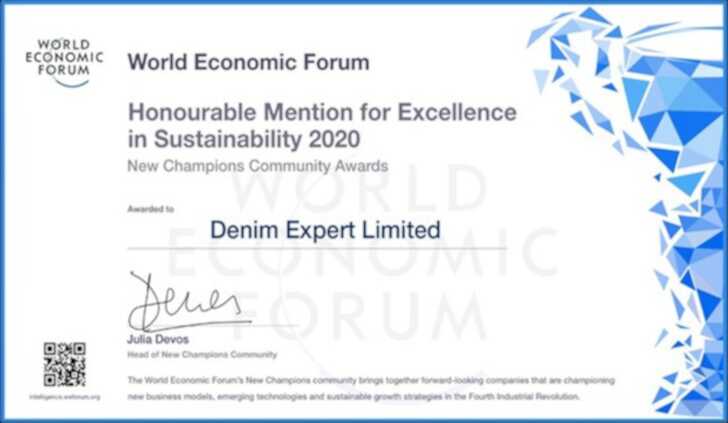 WORLD
ECONOMIC
FORUM
World Economic Forum
Honourable Mention for Excellence
in Sustainability 2020
New Champions Community Awards
Awarded to
Denim Expert Limited
WORLD
ECONOMIC
FORUM
Julia Devos
Head of New Champions Community
The World Economic Forum's New Champions community brings together forward-looking companies that are championing
new business models, emerging technologies and sustainable growth strategies in the Fourth Industrial Revolution.
intelligence.weforum.org